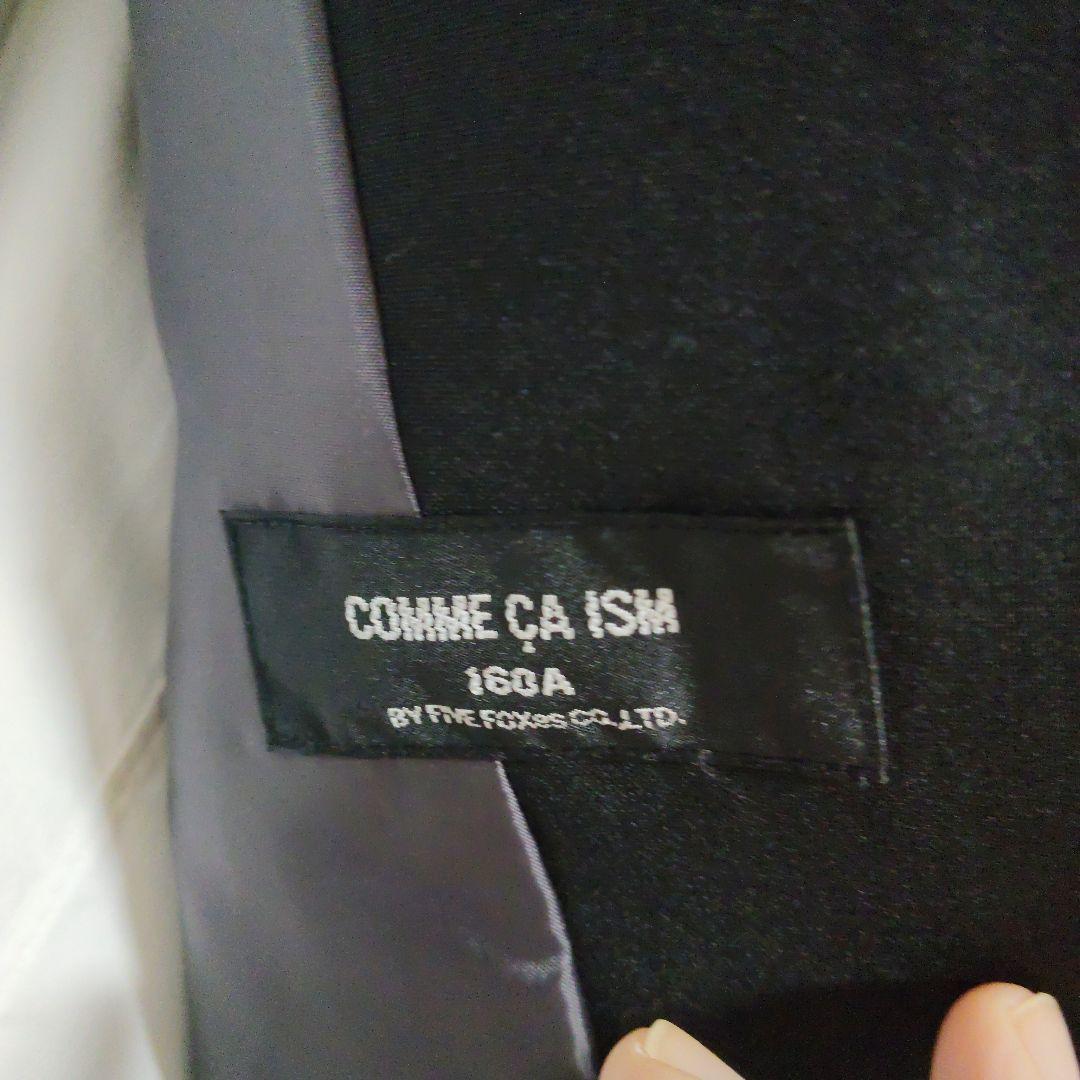 COMME ÇA ISM
160A
BY FIVE FOXes CO.,LTD.